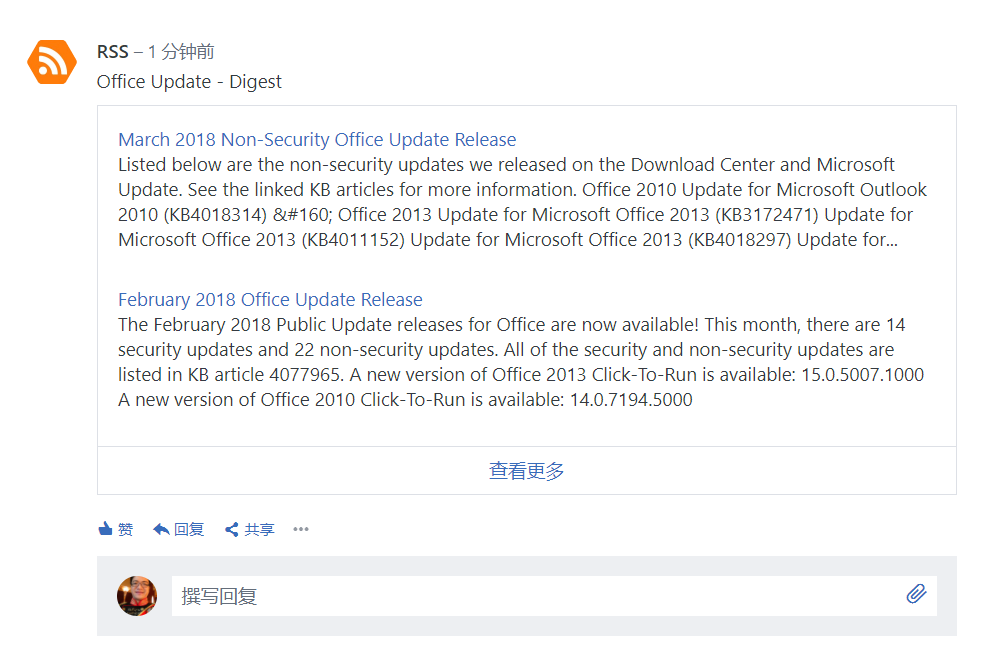 RSS – 1 分钟前
Office Update - Digest
March 2018 Non-Security Office Update Release
Listed below are the non-security updates we released on the Download Center and Microsoft
Update. See the linked KB articles for more information. Office 2010 Update for Microsoft Outlook
2010 (KB4018314) &#160; Office 2013 Update for Microsoft Office 2013 (KB3172471) Update for
Microsoft Office 2013 (KB4011152) Update for Microsoft Office 2013 (KB4018297) Update for...
February 2018 Office Update Release
The February 2018 Public Update releases for Office are now available! This month, there are 14
security updates and 22 non-security updates. All of the security and non-security updates are
listed in KB article 4077965. A new version of Office 2013 Click-To-Run is available: 15.0.5007.1000
A new version of Office 2010 Click-To-Run is available: 14.0.7194.5000
查看更多
赞 回复 共享 ···
撰写回复